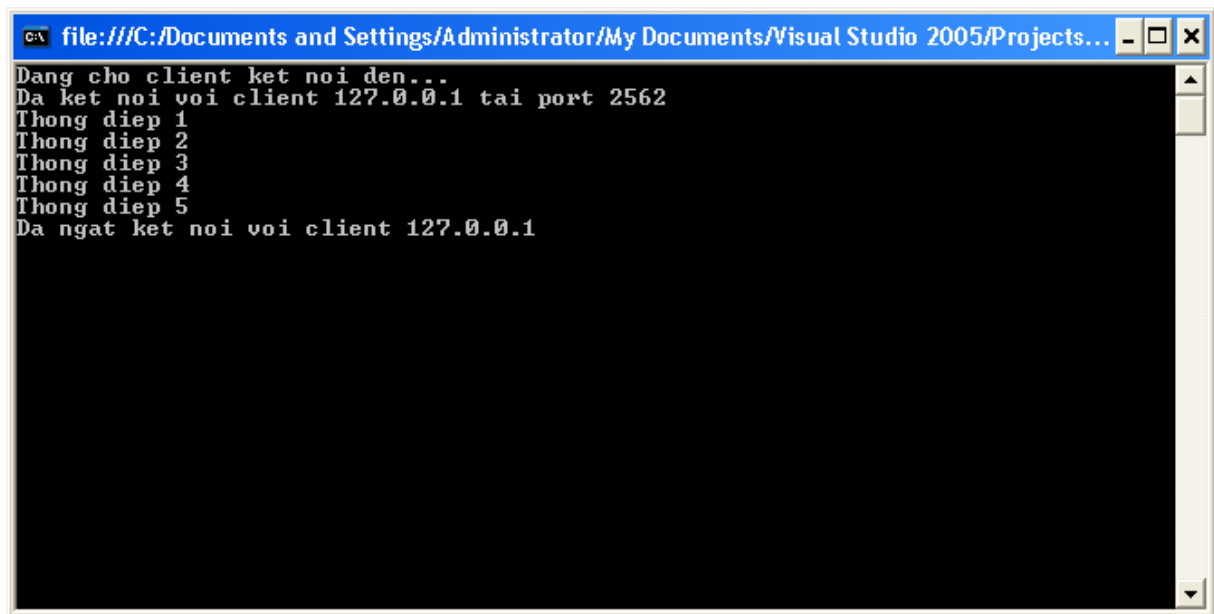 file:///C:/Documents and Settings/Administrator/My Documents/Visual Studio 2005/Projects...
Dang cho client ket noi den...
Da ket noi voi client 127.0.0.1 tai port 2562
Thong diep 1
Thong diep 2
Thong diep 3
Thong diep 4
Thong diep 5
Da ngat ket noi voi client 127.0.0.1